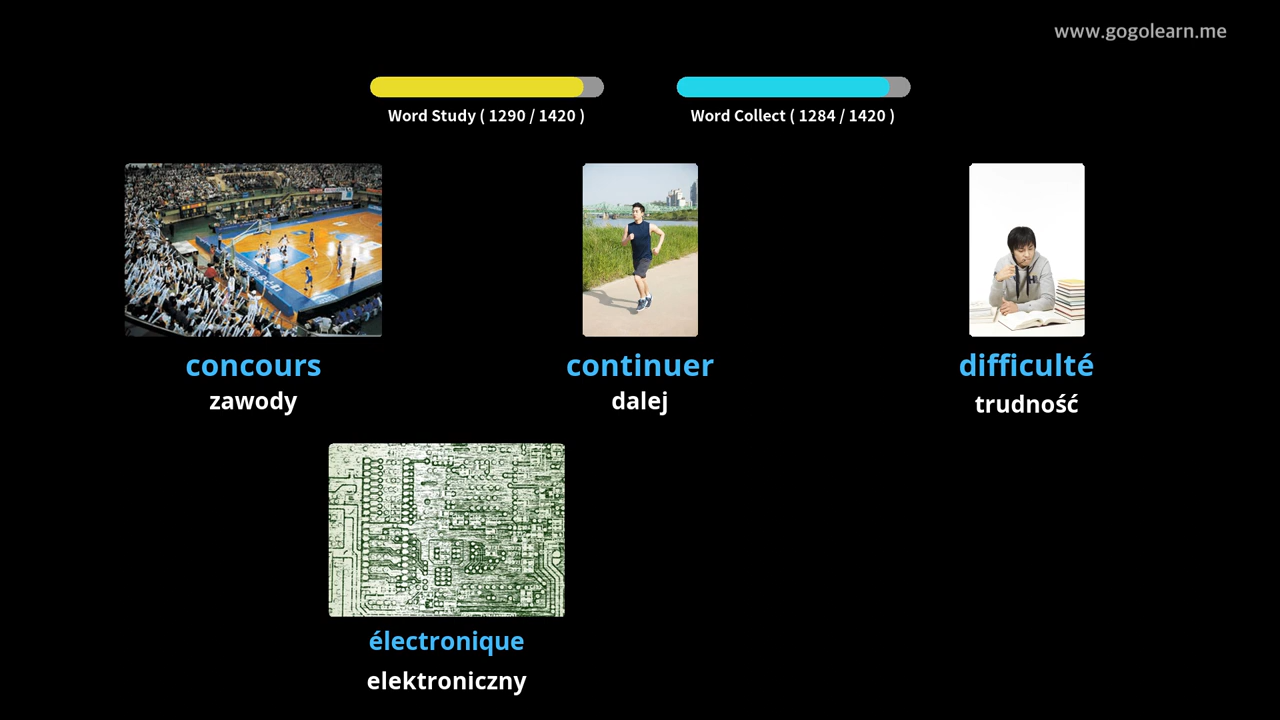 www.gogolearn.me
Word Study ( 1290 / 1420 )
Word Collect ( 1284 / 1420 )
concours
zawody
continuer
dalej
difficulté
trudność
électronique
elektroniczny